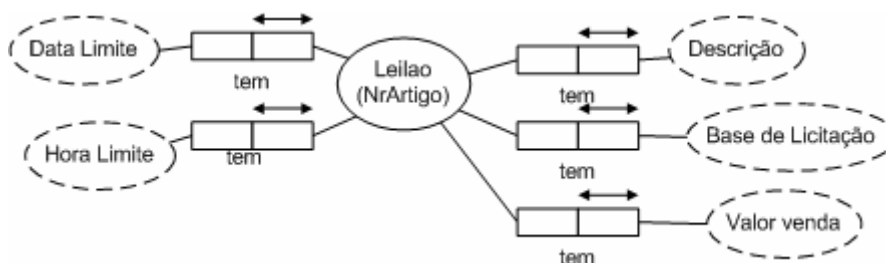 Data Limite
tem
Hora Limite
tem
Leilao
(NrArtigo)
tem
Descrição
tem
Base de Licitação
tem
Valor venda